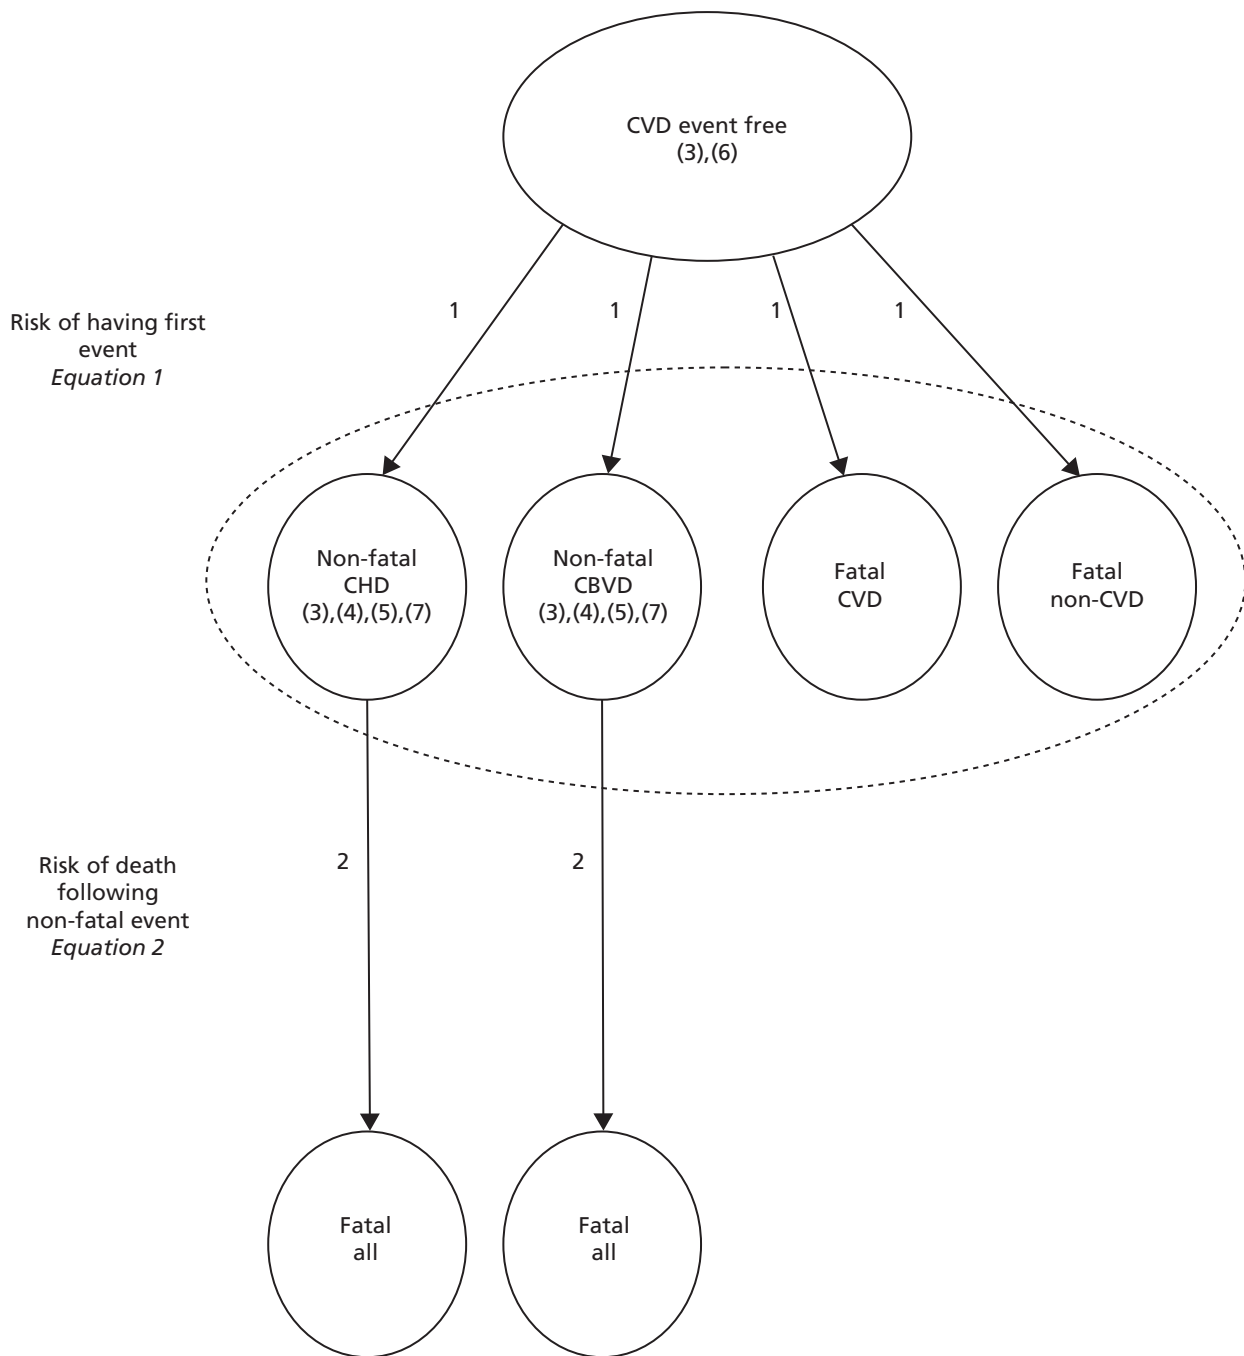 CVD event free
(3),(6)
Risk of having first
event
Equation 1
1
1
1
1
Non-fatal
CHD
(3),(4),(5),(7)
Non-fatal
CBVD
(3),(4),(5),(7)
Fatal
CVD
Fatal
non-CVD
Risk of death
following
non-fatal event
Equation 2
2
2
Fatal
all
Fatal
all